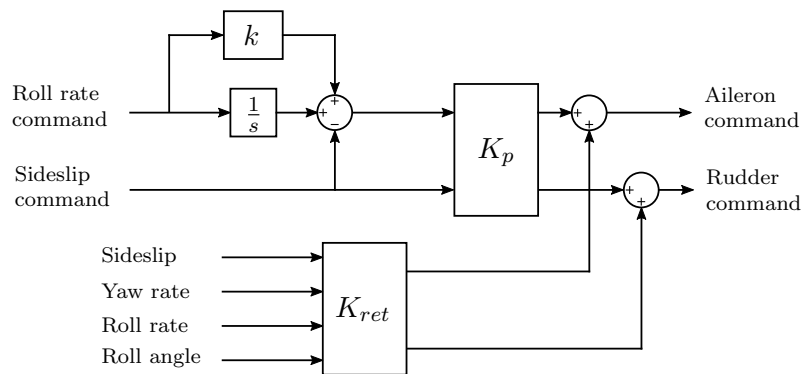 k
Roll rate
command
1
s
+
+
−
Sideslip
command
K_p
+
+
Aileron
command
+
+
Rudder
command
Sideslip
Yaw rate
Roll rate
Roll angle
K_ret